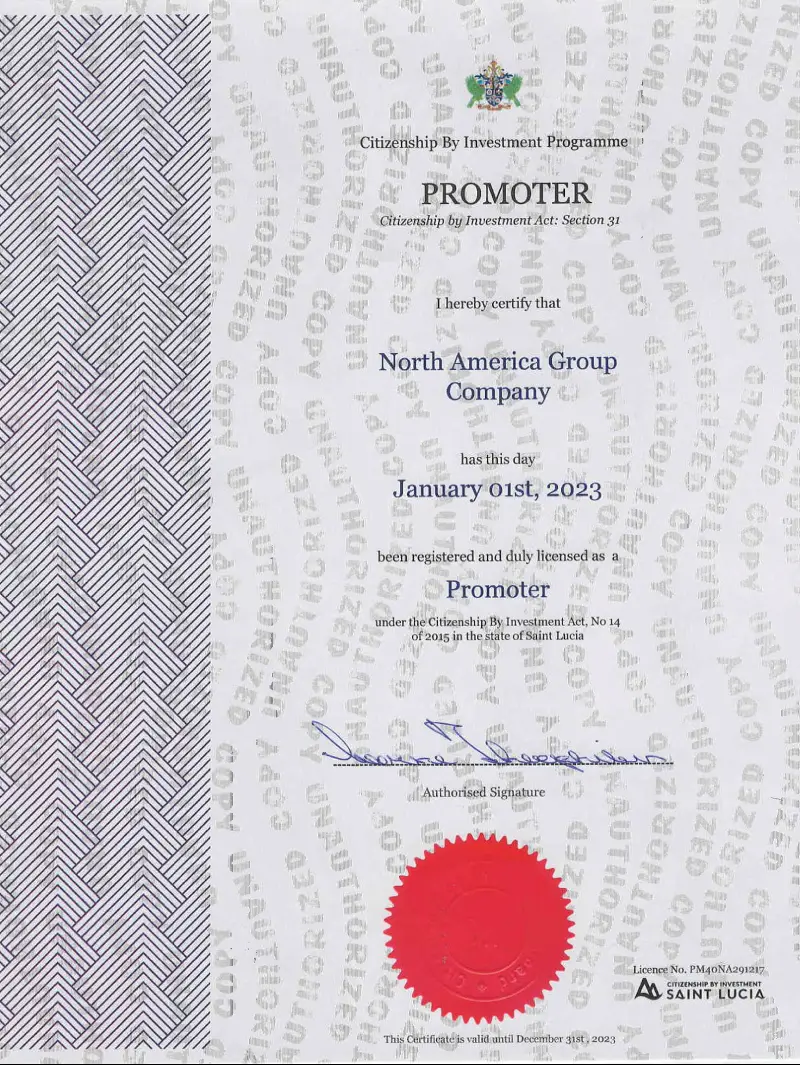 Citizenship By Investment Programme
PROMOTER
Citizenship by Investment Act: Section 31
I hereby certify that
North America Group
Company
has this day
January 01st, 2023
been registered and duly licensed as a
Promoter
under the Citizenship By Investment Act, No 14
of 2015 in the state of Saint Lucia
Authorised Signature
Licence No. PM40NA291217
CITIZENSHIP BY INVESTMENT
SAINT LUCIA
This Certificate is valid until December 31st , 2023
UNAUTHORIZED COPY